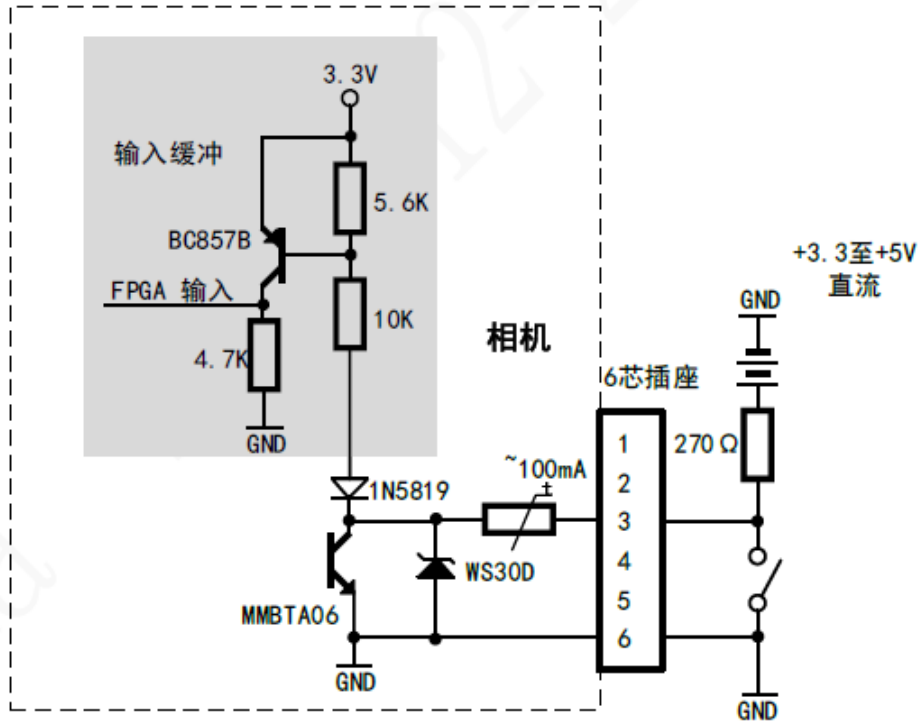 3.3V
输入缓冲
5.6K
BC857B
FPGA 输入
10K
4.7K
GND
相机
+3.3至+5V
直流
GND
6芯插座
270Ω
~100mA
±
1N5819
WS30D
MMBTA06
GND
1
2
3
4
5
6
GND